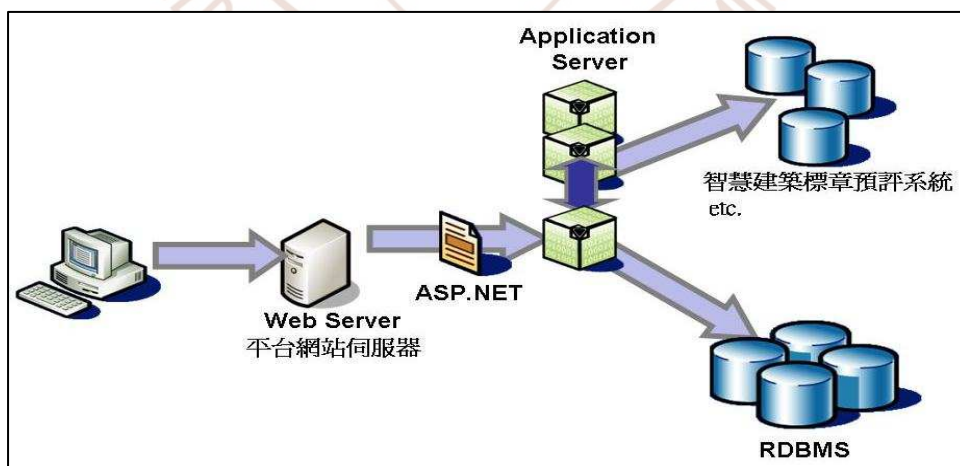 Application
Server
智慧建築標章預評系統
etc.
ASP.NET
Web Server
平台網站伺服器
RDBMS